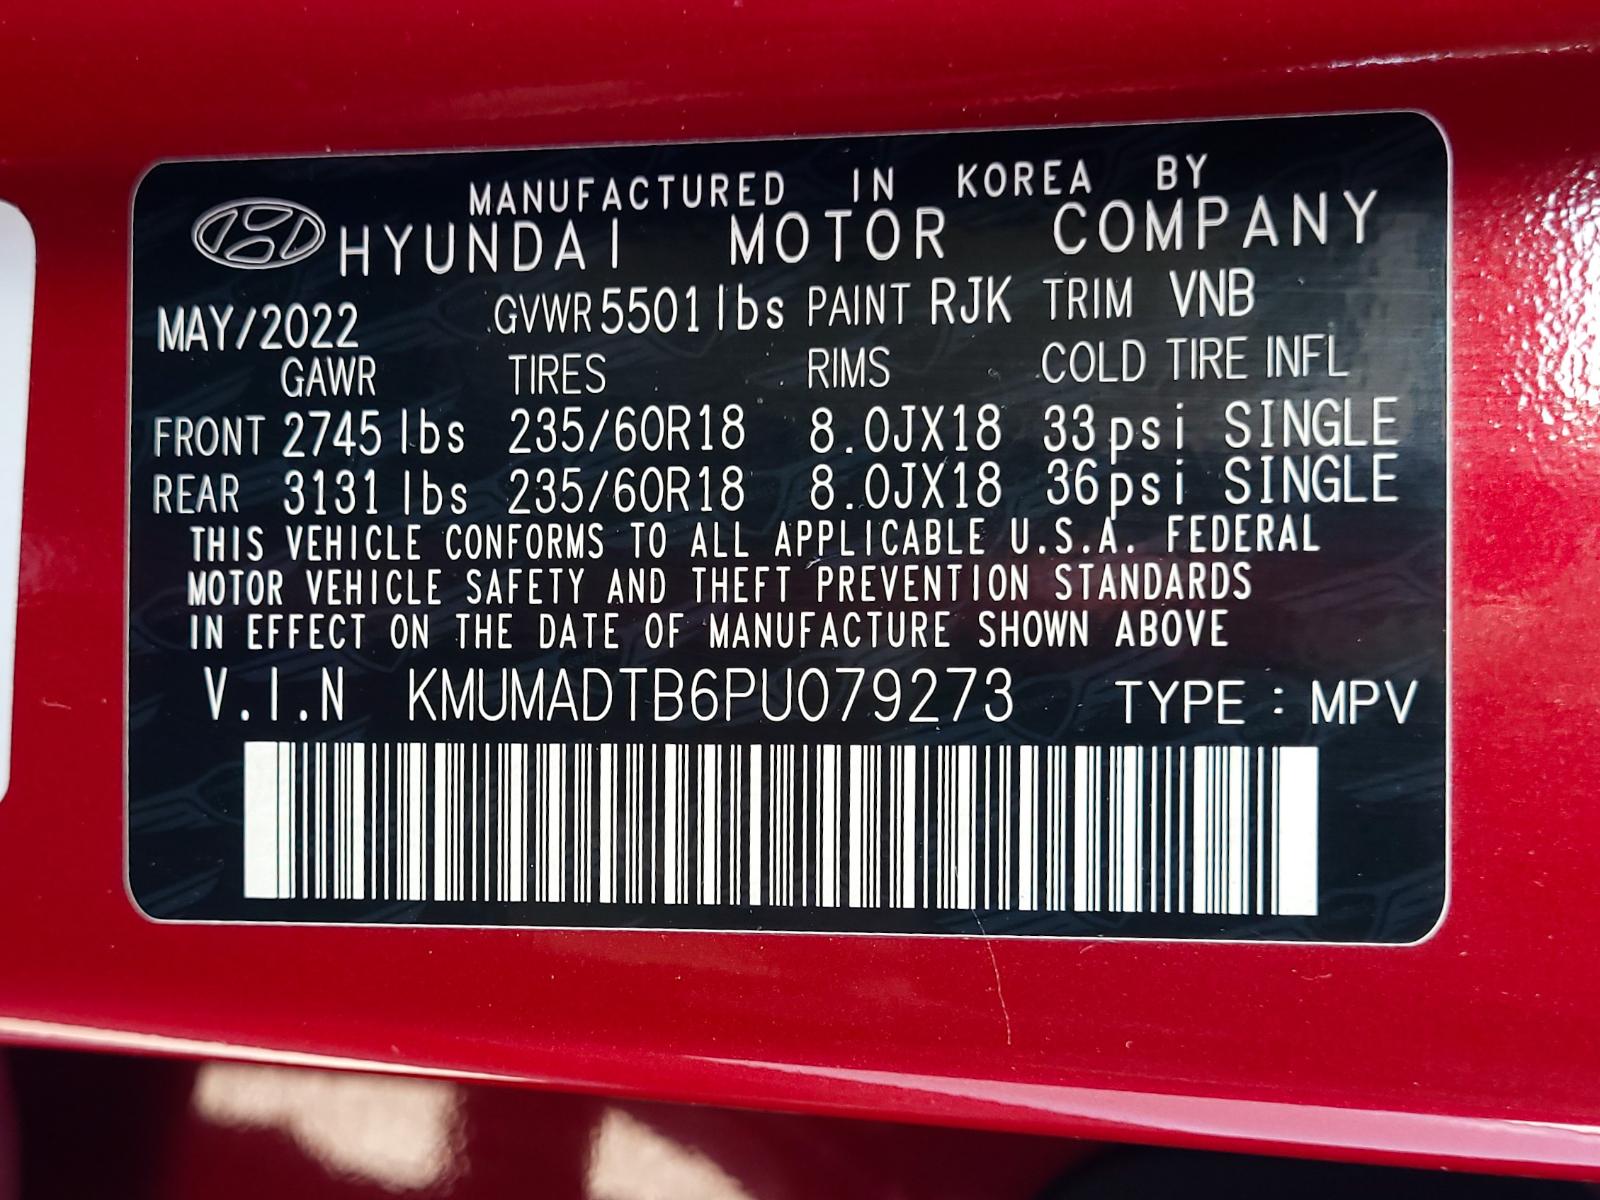 MANUFACTURED IN KOREA BY
HYUNDAI MOTOR COMPANY
MAY/2022 GVWR 5501 lbs PAINT RJK TRIM VNB
GAWR TIRES RIMS COLD TIRE INFL
FRONT 2745 lbs 235/60R18 8.0JX18 33psi SINGLE
REAR 3131 lbs 235/60R18 8.0JX18 36psi SINGLE
THIS VEHICLE CONFORMS TO ALL APPLICABLE U.S.A. FEDERAL
MOTOR VEHICLE SAFETY AND THEFT PREVENTION STANDARDS
IN EFFECT ON THE DATE OF MANUFACTURE SHOWN ABOVE
V.I.N KMUMADTB6PU079273 TYPE : MPV